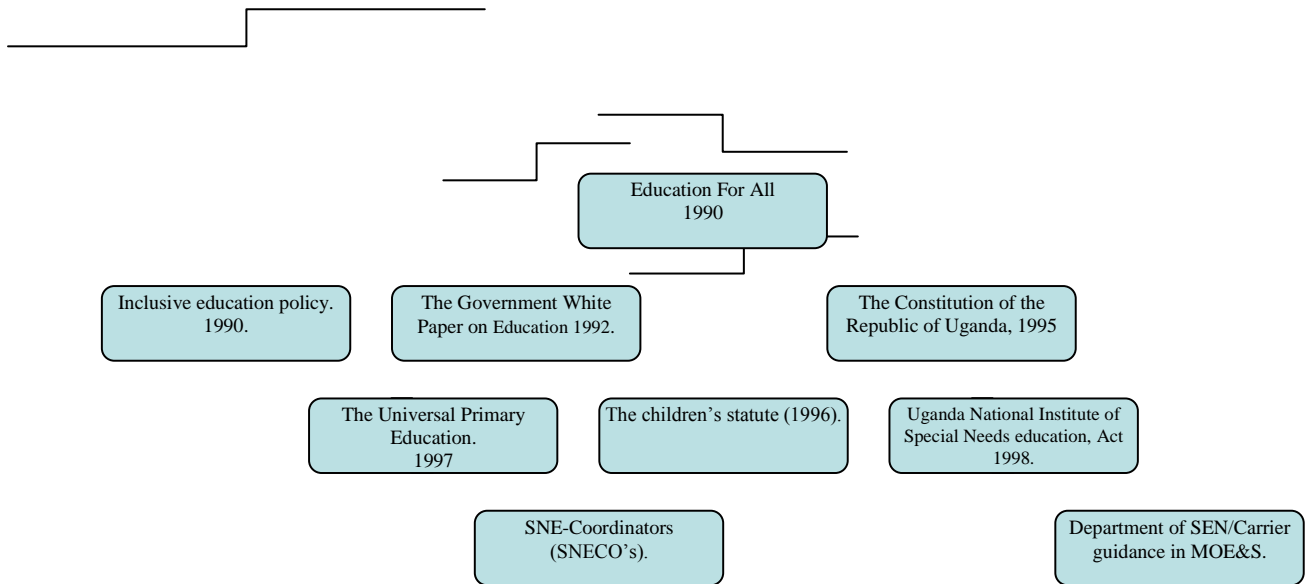 Education For All
1990
Inclusive education policy.
1990.
The Government White
Paper on Education 1992.
The Constitution of the
Republic of Uganda, 1995
The Universal Primary
Education.
1997
The children’s statute (1996).
Uganda National Institute of
Special Needs education, Act
1998.
SNE-Coordinators
(SNECO’s).
Department of SEN/Carrier
guidance in MOE&S.